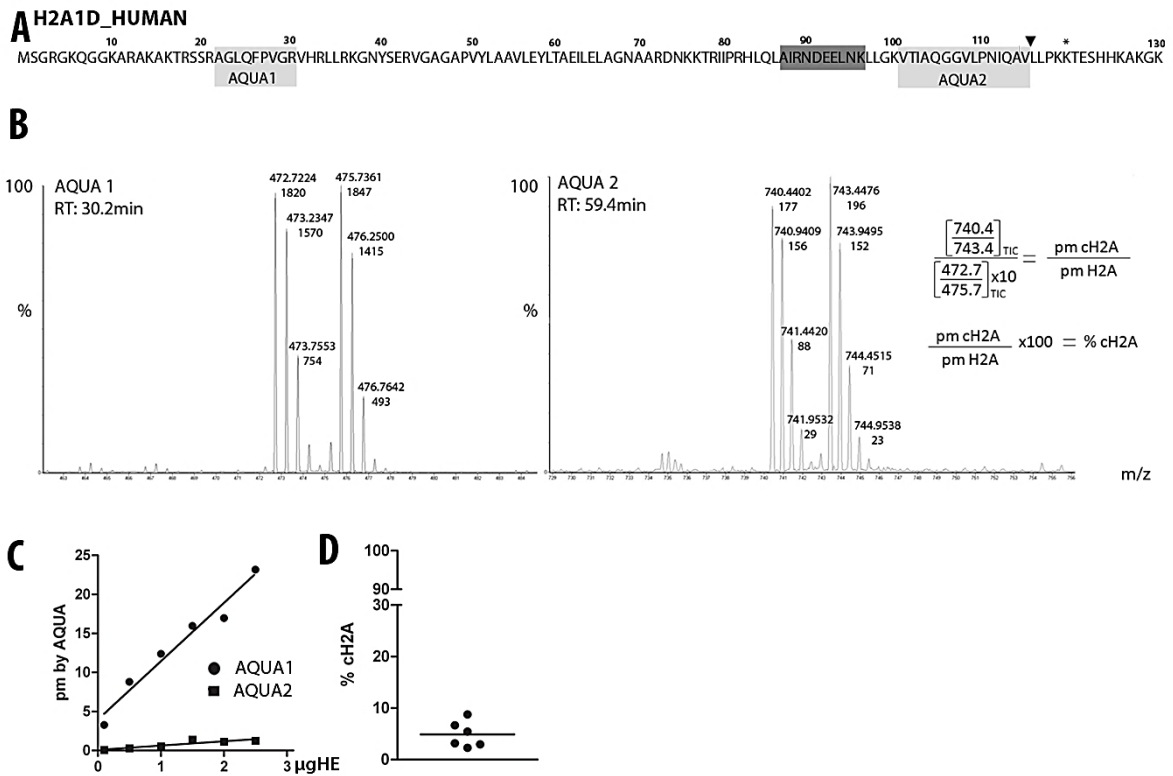 A H2A1D_HUMAN
10 20 30 40 50 60 70 80 90 100 110 ▼ * 130
MSGRGKQGGKARAKAKTRSSRAGLQFPVGRVHRLLRKGNYSERVGAGAPVYLAAVLEYLTAEILELAGNAARDNKKTRIIPRHLQLAIRNDEELNKLLGKVTIAQGGVLPNIQAVLLPKKTESHHKAKGK
AQUA1 AQUA2
B
100
%
0
AQUA 1
RT: 30.2min
472.7224
1820
473.2347
1570
473.7553
754
475.7361
1847
476.2500
1415
476.7642
493
100
%
0
AQUA 2
RT: 59.4min
740.4402
177
740.9409
156
741.4420
88
741.9532
29
743.4476
196
743.9495
152
744.4515
71
744.9538
23
m/z
[740.4
743.4] TIC
[472.7
475.7] TIC x10
= pm cH2A
pm H2A
pm cH2A
pm H2A
x100 = % cH2A
C
pm by AQUA
25
20
15
10
5
0
0 1 2 3 µgHE
AQUA1
AQUA2
D
% cH2A
100
90
30
20
10
0